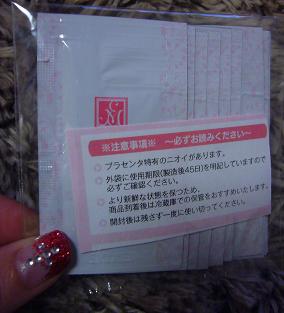 ※注意事項※ ～必ずお読みください～
◎ プラセンタ特有のニオイがあります。
◎ 外袋に使用期限(製造後45日)を明記していますので
必ずご確認ください。
◎ より新鮮な状態を保つため、
商品到着後は冷蔵庫での保管をおすすめいたします。
◎ 開封後は残さず一度に使い切ってください。